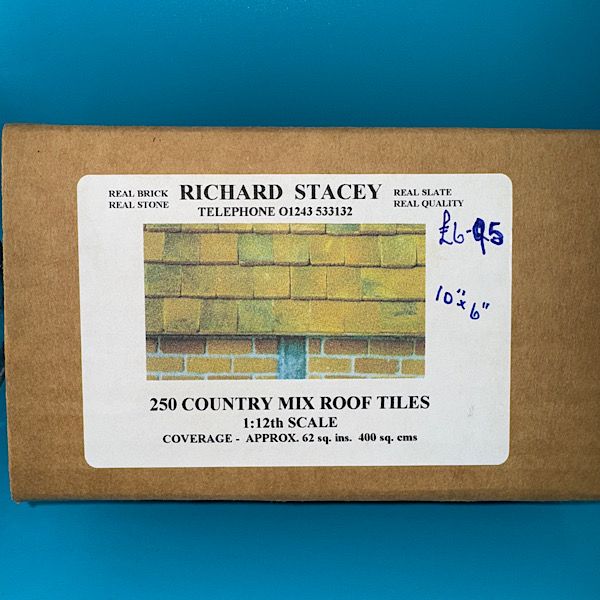 REAL BRICK
REAL STONE
RICHARD STACEY
TELEPHONE O1243 533132
REAL SLATE
REAL QUALITY
£6-95
10" x 6"
250 COUNTRY MIX ROOF TILES
1:12th SCALE
COVERAGE - APPROX. 62 sq. ins. 400 sq. cms